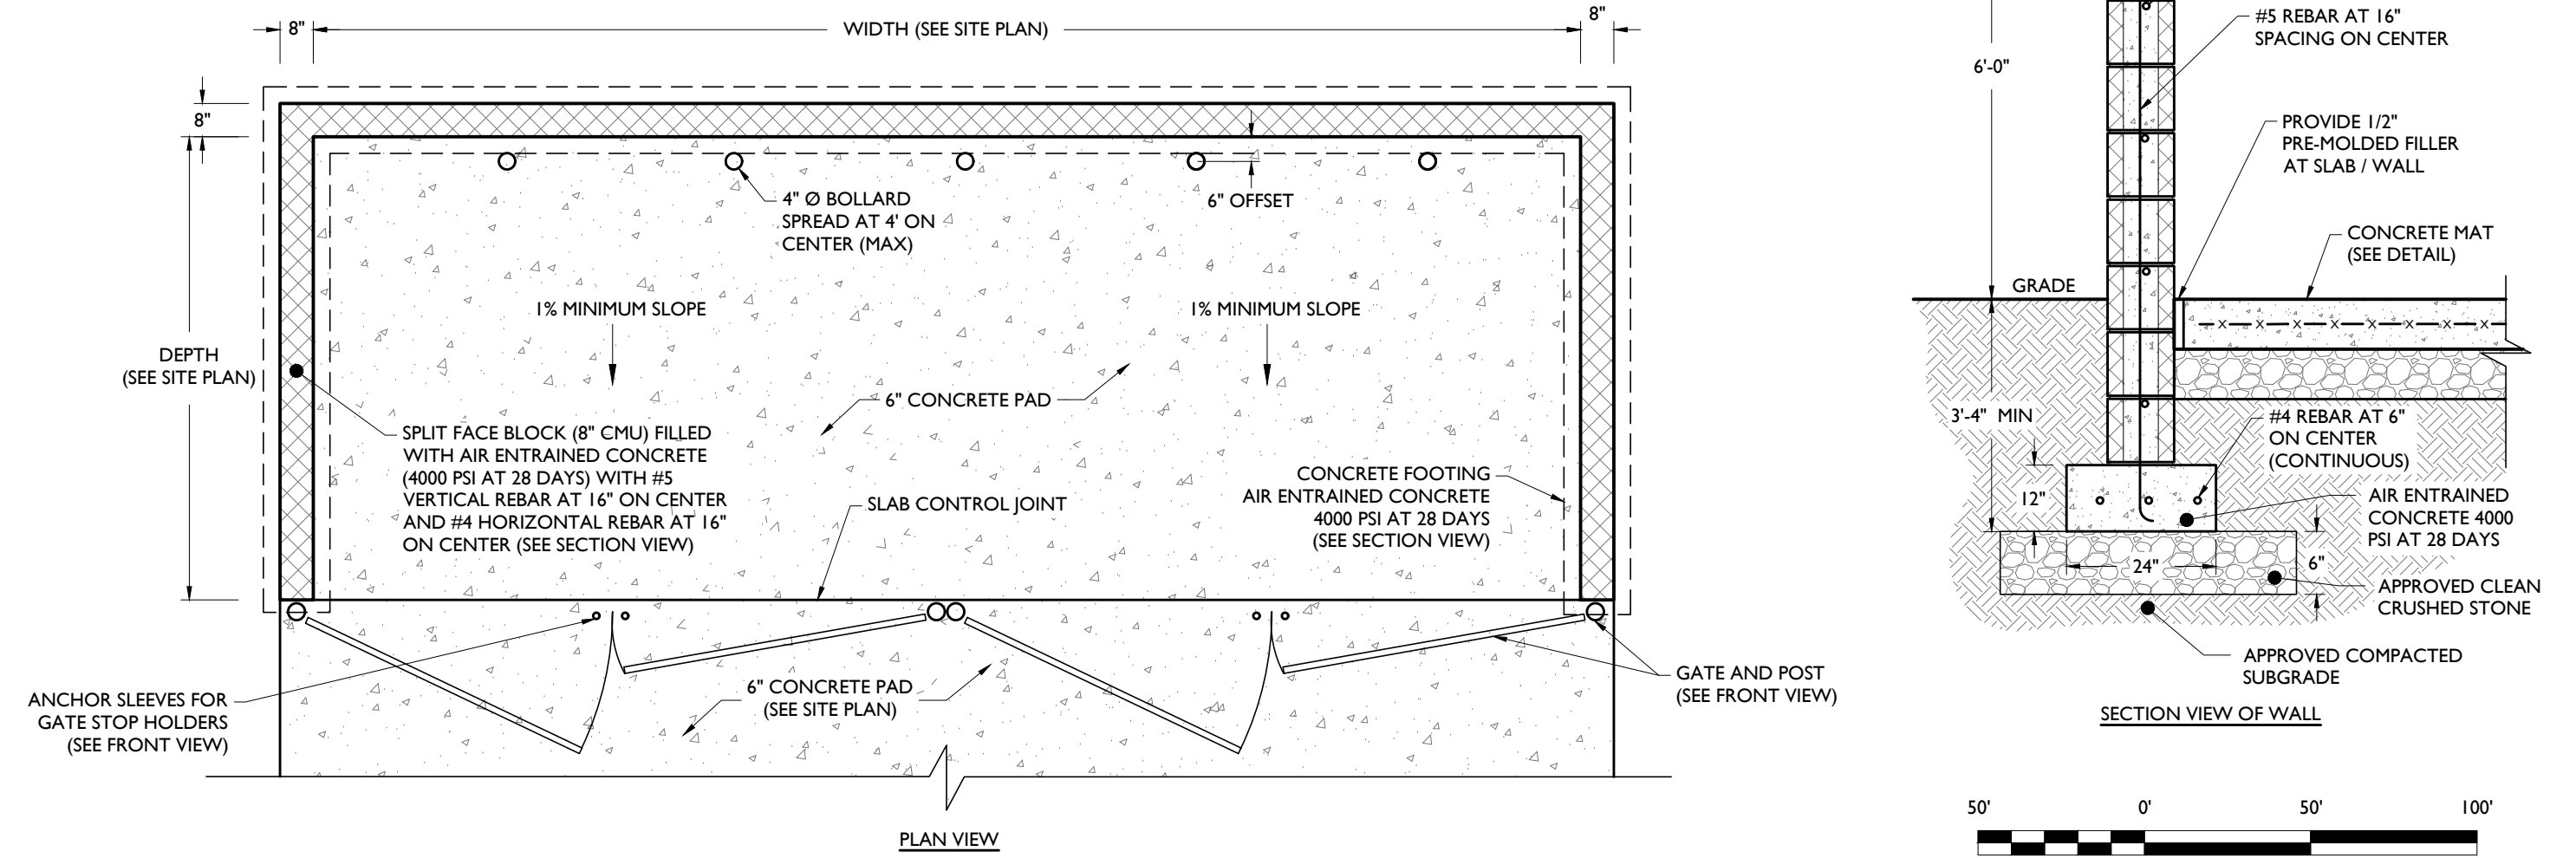 8"
WIDTH (SEE SITE PLAN)
8"
8"
DEPTH
(SEE SITE PLAN)
4" Ø BOLLARD
SPREAD AT 4' ON
CENTER (MAX)
6" OFFSET
1% MINIMUM SLOPE
1% MINIMUM SLOPE
6" CONCRETE PAD
SPLIT FACE BLOCK (8" CMU) FILLED
WITH AIR ENTRAINED CONCRETE
(4000 PSI AT 28 DAYS) WITH #5
VERTICAL REBAR AT 16" ON CENTER
AND #4 HORIZONTAL REBAR AT 16"
ON CENTER (SEE SECTION VIEW)
SLAB CONTROL JOINT
CONCRETE FOOTING
AIR ENTRAINED CONCRETE
4000 PSI AT 28 DAYS
(SEE SECTION VIEW)
ANCHOR SLEEVES FOR
GATE STOP HOLDERS
(SEE FRONT VIEW)
6" CONCRETE PAD
(SEE SITE PLAN)
GATE AND POST
(SEE FRONT VIEW)
PLAN VIEW
#5 REBAR AT 16"
SPACING ON CENTER
6'-0"
PROVIDE 1/2"
PRE-MOLDED FILLER
AT SLAB / WALL
CONCRETE MAT
(SEE DETAIL)
GRADE
x x x x x x x x
3'-4" MIN
#4 REBAR AT 6"
ON CENTER
(CONTINUOUS)
12"
AIR ENTRAINED
CONCRETE 4000
PSI AT 28 DAYS
24"
6"
APPROVED CLEAN
CRUSHED STONE
APPROVED COMPACTED
SUBGRADE
SECTION VIEW OF WALL
50' 0' 50' 100'